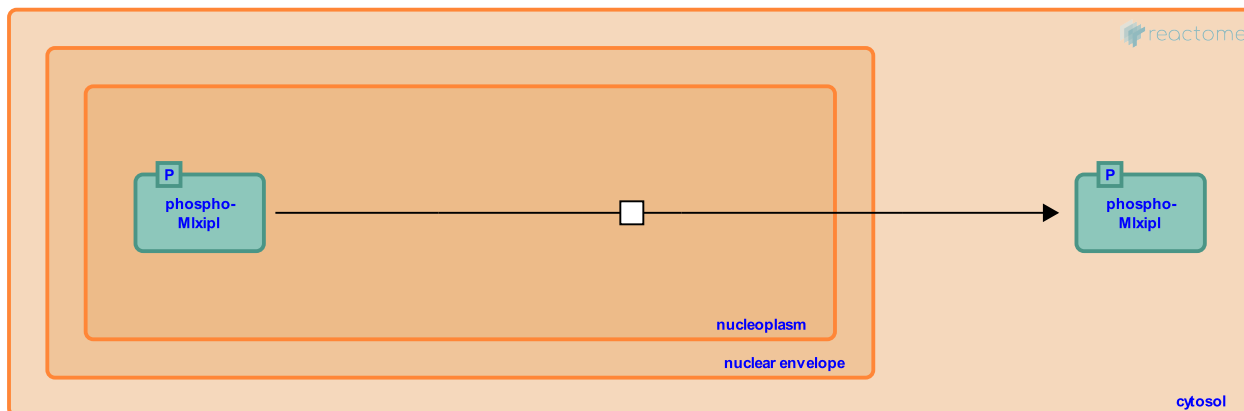 reactome
P
phospho-
Mlxipl
P
phospho-
Mlxipl
nucleoplasm
nuclear envelope
cytosol